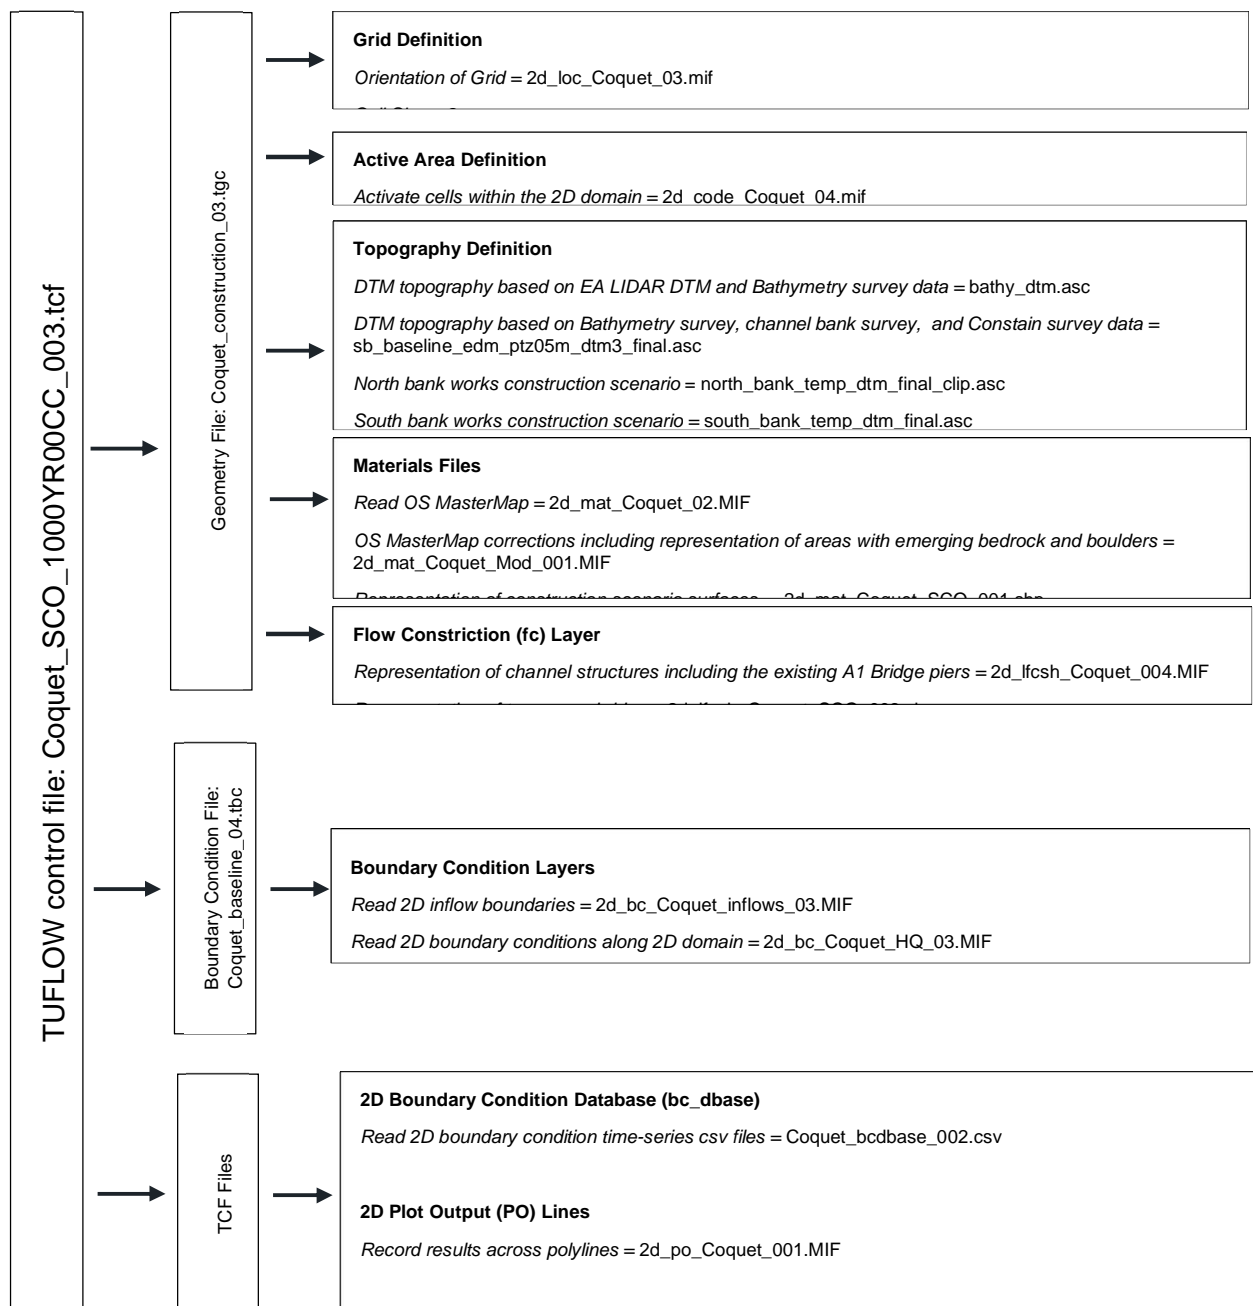 TUFLOW control file: Coquet_SCO_1000YR00CC_003.tcf
Geometry File: Coquet_construction_03.tgc
Grid Definition
Orientation of Grid = 2d_loc_Coquet_03.mif
Active Area Definition
Activate cells within the 2D domain = 2d_code_Coquet_04.mif
Topography Definition
DTM topography based on EA LIDAR DTM and Bathymetry survey data = bathy_dtm.asc
DTM topography based on Bathymetry survey, channel bank survey, and Constain survey data =
sb_baseline_edm_ptz05m_dtm3_final.asc
North bank works construction scenario = north_bank_temp_dtm_final_clip.asc
South bank works construction scenario = south_bank_temp_dtm_final.asc
Materials Files
Read OS MasterMap = 2d_mat_Coquet_02.MIF
OS MasterMap corrections including representation of areas with emerging bedrock and boulders =
2d_mat_Coquet_Mod_001.MIF
Representation of construction scenario surfaces = 2d_mat_Coquet_SCO_001.shp
Flow Constriction (fc) Layer
Representation of channel structures including the existing A1 Bridge piers = 2d_lfcsh_Coquet_004.MIF
Boundary Condition File:
Coquet_baseline_04.tbc
Boundary Condition Layers
Read 2D inflow boundaries = 2d_bc_Coquet_inflows_03.MIF
Read 2D boundary conditions along 2D domain = 2d_bc_Coquet_HQ_03.MIF
TCF Files
2D Boundary Condition Database (bc_dbase)
Read 2D boundary condition time-series csv files = Coquet_bcdbase_002.csv
2D Plot Output (PO) Lines
Record results across polylines = 2d_po_Coquet_001.MIF